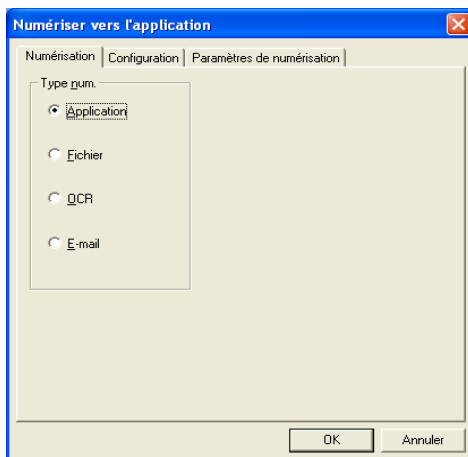 Numériser vers l'application
Numérisation Configuration Paramètres de numérisation
Type num.
Application
Fichier
OCR
E-mail
OK Annuler